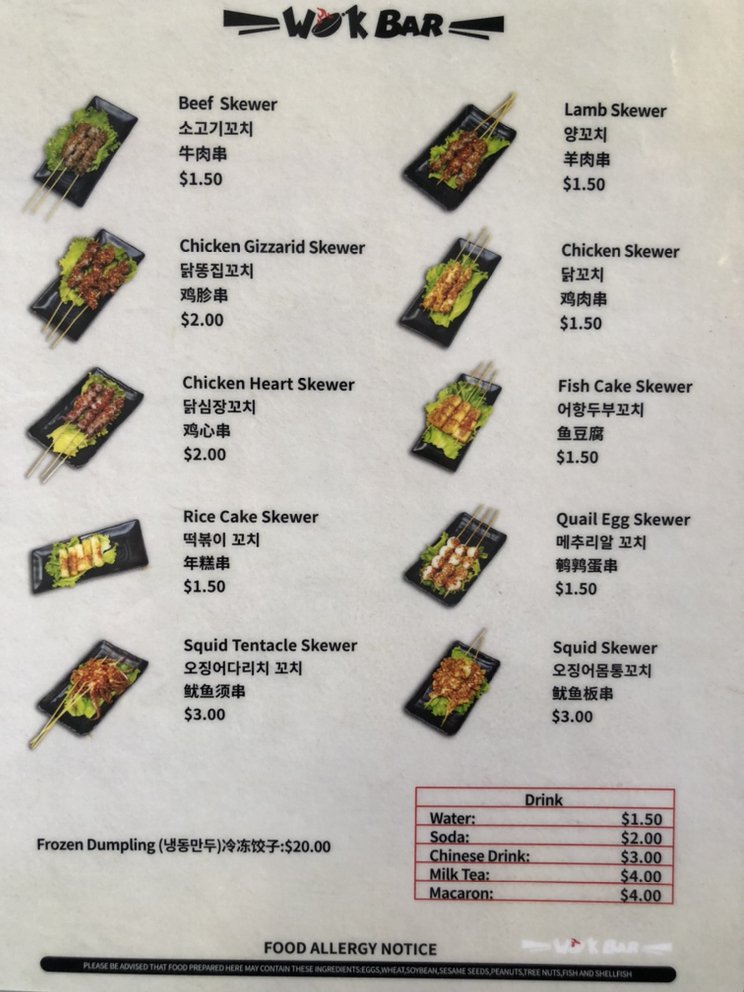 WOK BAR
Beef Skewer
소고기꼬치
牛肉串
$1.50
Lamb Skewer
양꼬치
羊肉串
$1.50
Chicken Gizzarid Skewer
닭똥집꼬치
鸡胗串
$2.00
Chicken Skewer
닭꼬치
鸡肉串
$1.50
Chicken Heart Skewer
닭심장꼬치
鸡心串
$2.00
Fish Cake Skewer
어항두부꼬치
鱼豆腐
$1.50
Rice Cake Skewer
떡볶이 꼬치
年糕串
$1.50
Quail Egg Skewer
메추리알 꼬치
鹌鹑蛋串
$1.50
Squid Tentacle Skewer
오징어다리치 꼬치
鱿鱼须串
$3.00
Squid Skewer
오징어몸통꼬치
鱿鱼板串
$3.00
Frozen Dumpling (냉동만두)冷冻饺子:$20.00
Drink
Water: $1.50
Soda: $2.00
Chinese Drink: $3.00
Milk Tea: $4.00
Macaron: $4.00
WOK BAR
FOOD ALLERGY NOTICE
PLEASE BE ADVISED THAT FOOD PREPARED HERE MAY CONTAIN THESE INGREDIENTS:EGGS,WHEAT,SOYBEAN,SESAME SEEDS,PEANUTS,TREE NUTS,FISH AND SHELLFISH